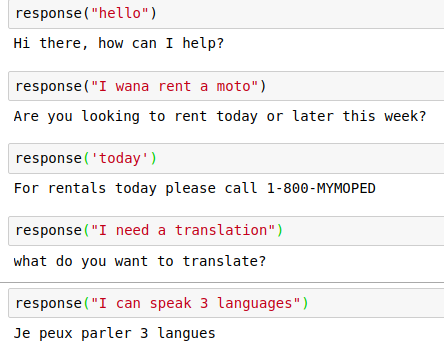 response("hello")
Hi there, how can I help?
response("I wana rent a moto")
Are you looking to rent today or later this week?
response('today')
For rentals today please call 1-800-MYMOPED
response("I need a translation")
what do you want to translate?
response("I can speak 3 languages")
Je peux parler 3 langues